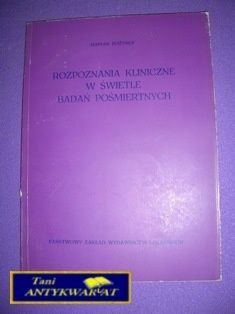 ROZPOZNANIA KLINICZNE
W ŚWIETLE
BADAŃ POŚMIERTNYCH
PAŃSTWOWY ZAKŁAD WYDAWNICTW LEKARSKICH
Tani
ANTYKWARIAT